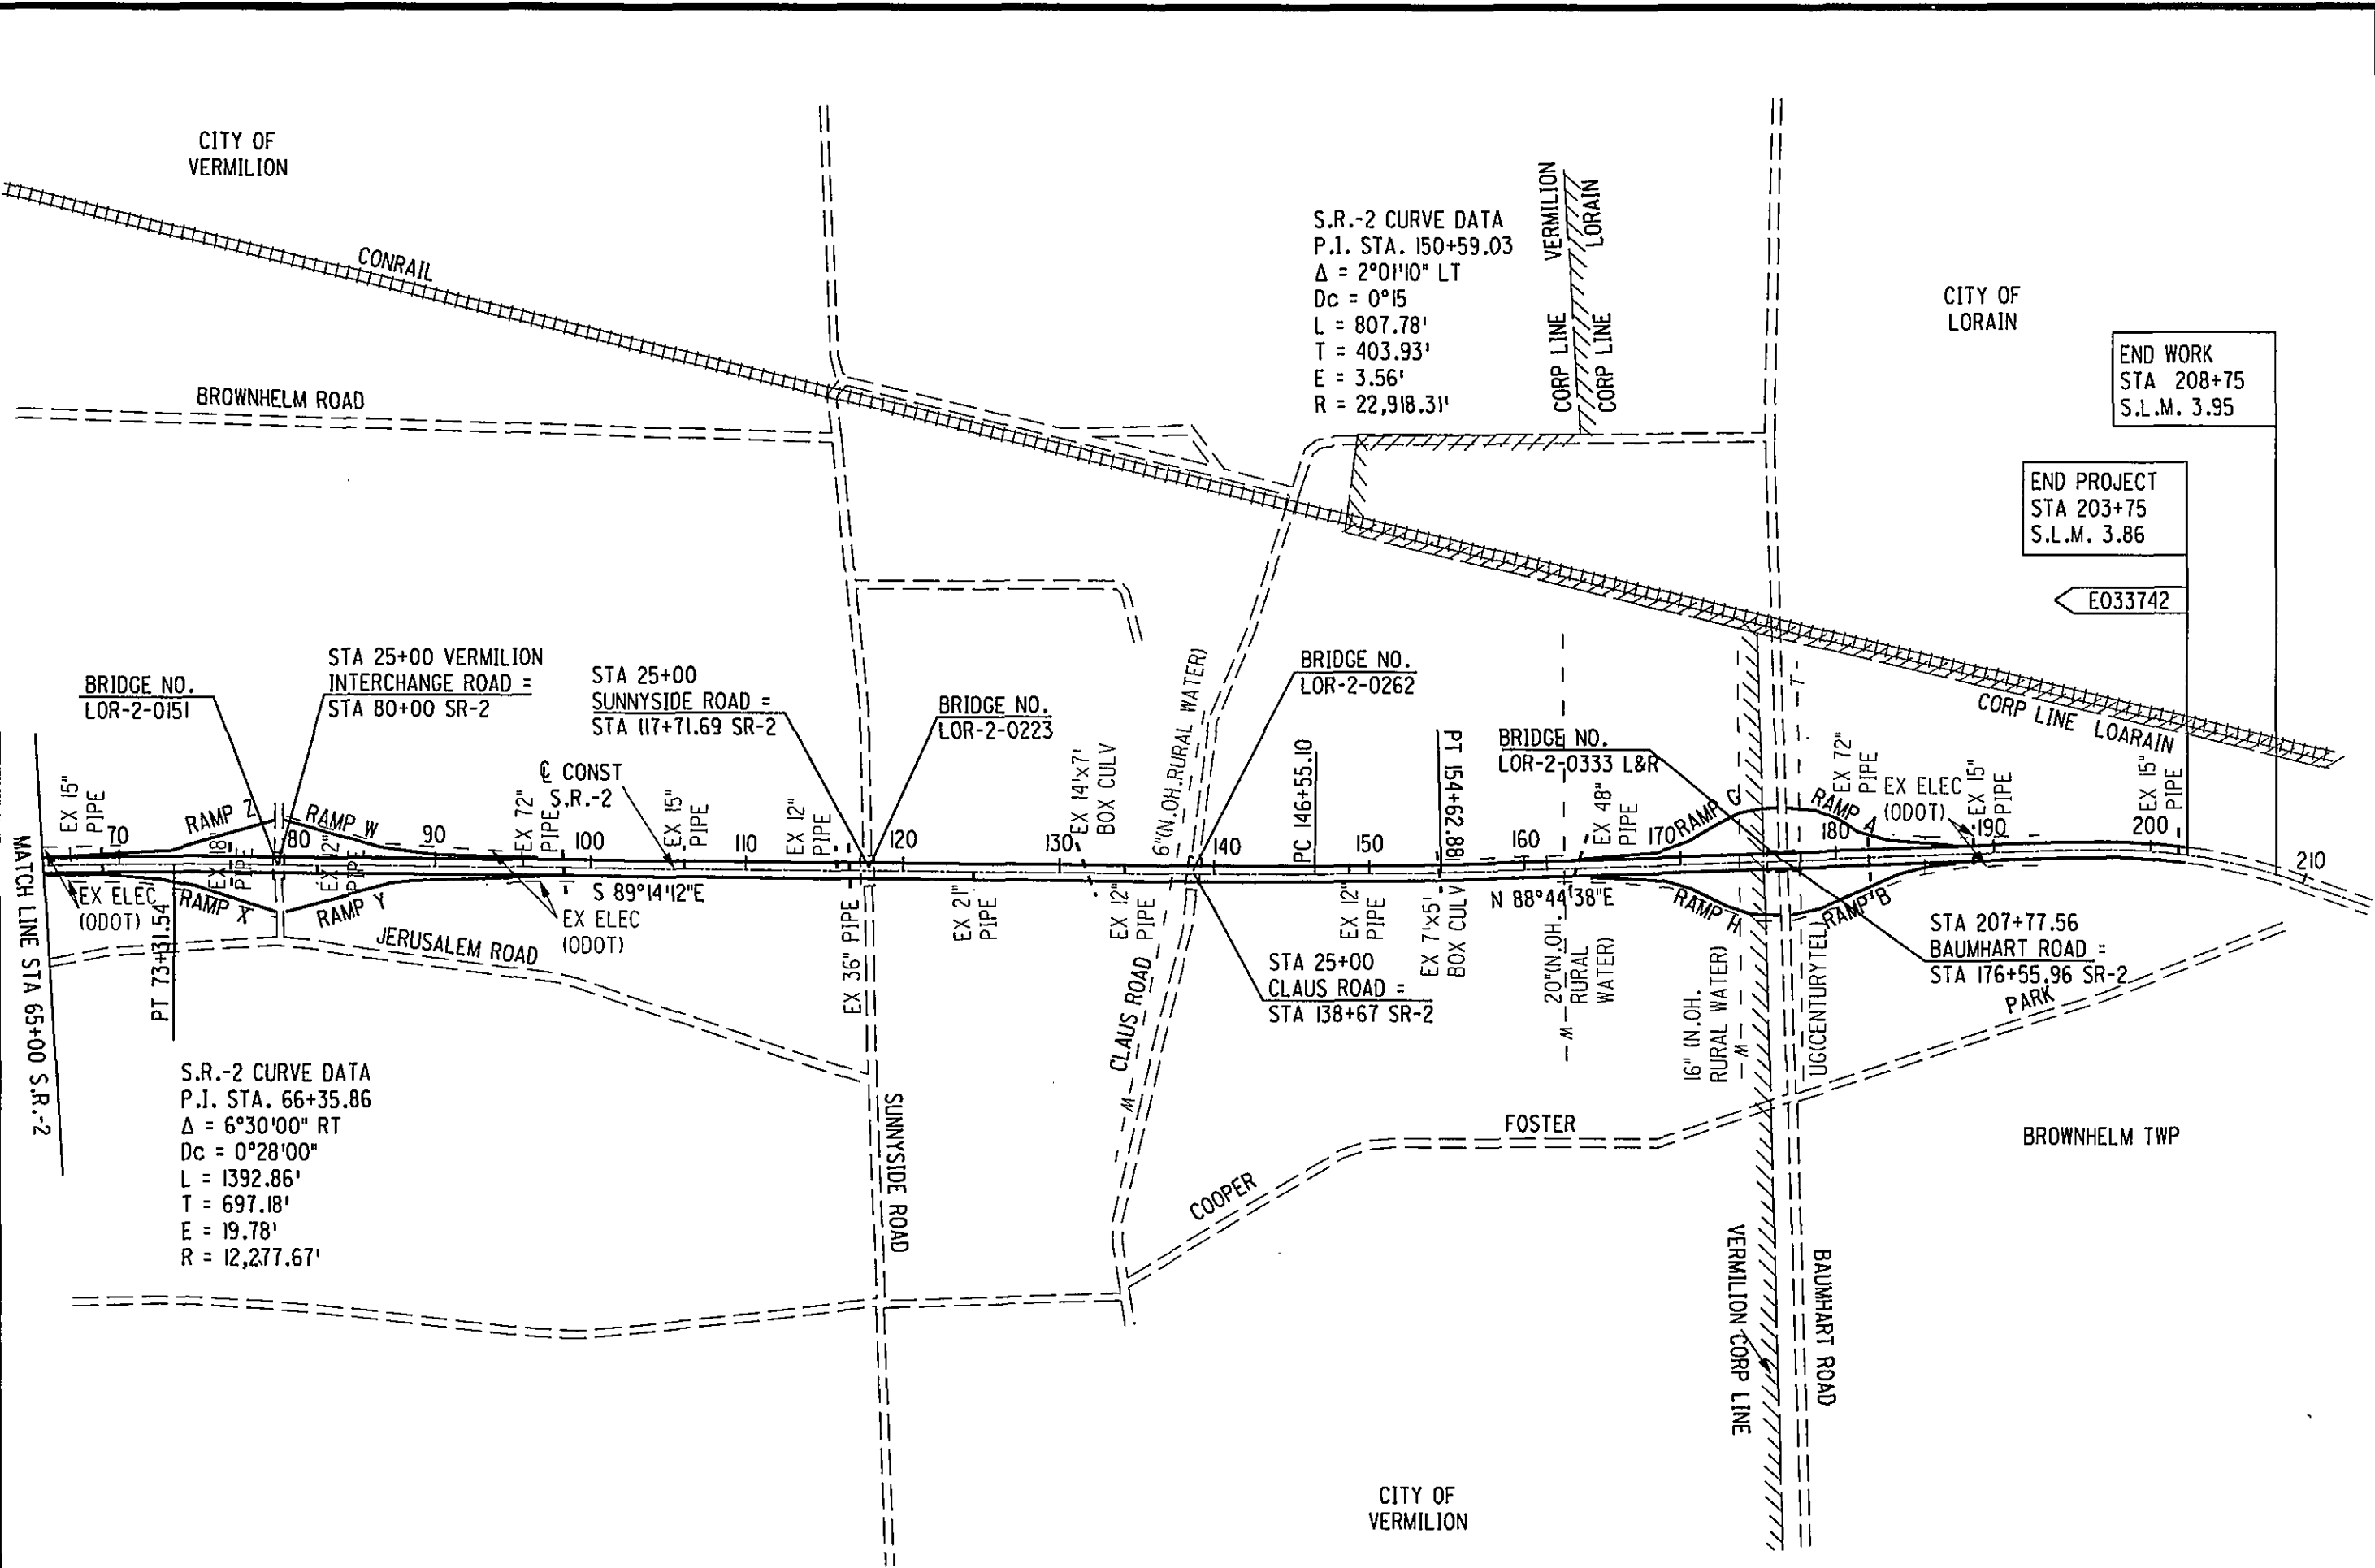 CITY OF
VERMILION
CONRAIL
BROWNHELM ROAD
S.R.-2 CURVE DATA
P.I. STA. 150+59.03
Δ = 2°01'10" LT
Dc = 0°15
L = 807.78'
T = 403.93'
E = 3.56'
R = 22,918.31'
VERMILION
LORAIN
CORP LINE
CORP LINE
CITY OF
LORAIN
END WORK
STA 208+75
S.L.M. 3.95
END PROJECT
STA 203+75
S.L.M. 3.86
E033742
BRIDGE NO.
LOR-2-0151
STA 25+00 VERMILION
INTERCHANGE ROAD =
STA 80+00 SR-2
STA 25+00
SUNNYSIDE ROAD =
STA 117+71.69 SR-2
BRIDGE NO.
LOR-2-0223
6"(N.OH.RURAL WATER)
BRIDGE NO.
LOR-2-0262
BRIDGE NO.
LOR-2-0333 L&R
T
CORP LINE LOARAIN
MATCH LINE STA 65+00 S.R.-2
EX 15"
PIPE
70
RAMP Z
EX 18"
PIPE
80
RAMP W
EX 12"
PIPE
90
EX 72"
PIPE
℄ CONST
S.R.-2
100
EX 15"
PIPE
110
EX 12"
PIPE
120
130
EX 14'x7'
BOX CULV
140
PC 146+55.10
150
PT 154+62.88
160
EX 48"
PIPE
170
RAMP G
RAMP A
180
EX 72"
PIPE
EX ELEC
(ODOT)
EX 15"
PIPE
190
EX 15"
PIPE
200
210
EX ELEC
(ODOT)
PT 73+31.54
RAMP X
RAMP Y
EX ELEC
(ODOT)
S 89°14'12"E
JERUSALEM ROAD
EX 36" PIPE
EX 21"
PIPE
EX 12"
PIPE
CLAUS ROAD
W
STA 25+00
CLAUS ROAD =
STA 138+67 SR-2
EX 12"
PIPE
EX 7'x5'
BOX CULV
N 88°44'38"E
20"(N.OH.
RURAL
WATER)
W
RAMP H
RAMP B
16" (N.OH.
RURAL WATER)
W
UG(CENTURYTEL)
STA 207+77.56
BAUMHART ROAD =
STA 176+55.96 SR-2
PARK
S.R.-2 CURVE DATA
P.I. STA. 66+35.86
Δ = 6°30'00" RT
Dc = 0°28'00"
L = 1392.86'
T = 697.18'
E = 19.78'
R = 12,277.67'
SUNNYSIDE ROAD
COOPER
FOSTER
BROWNHELM TWP
VERMILION CORP LINE
BAUMHART ROAD
CITY OF
VERMILION